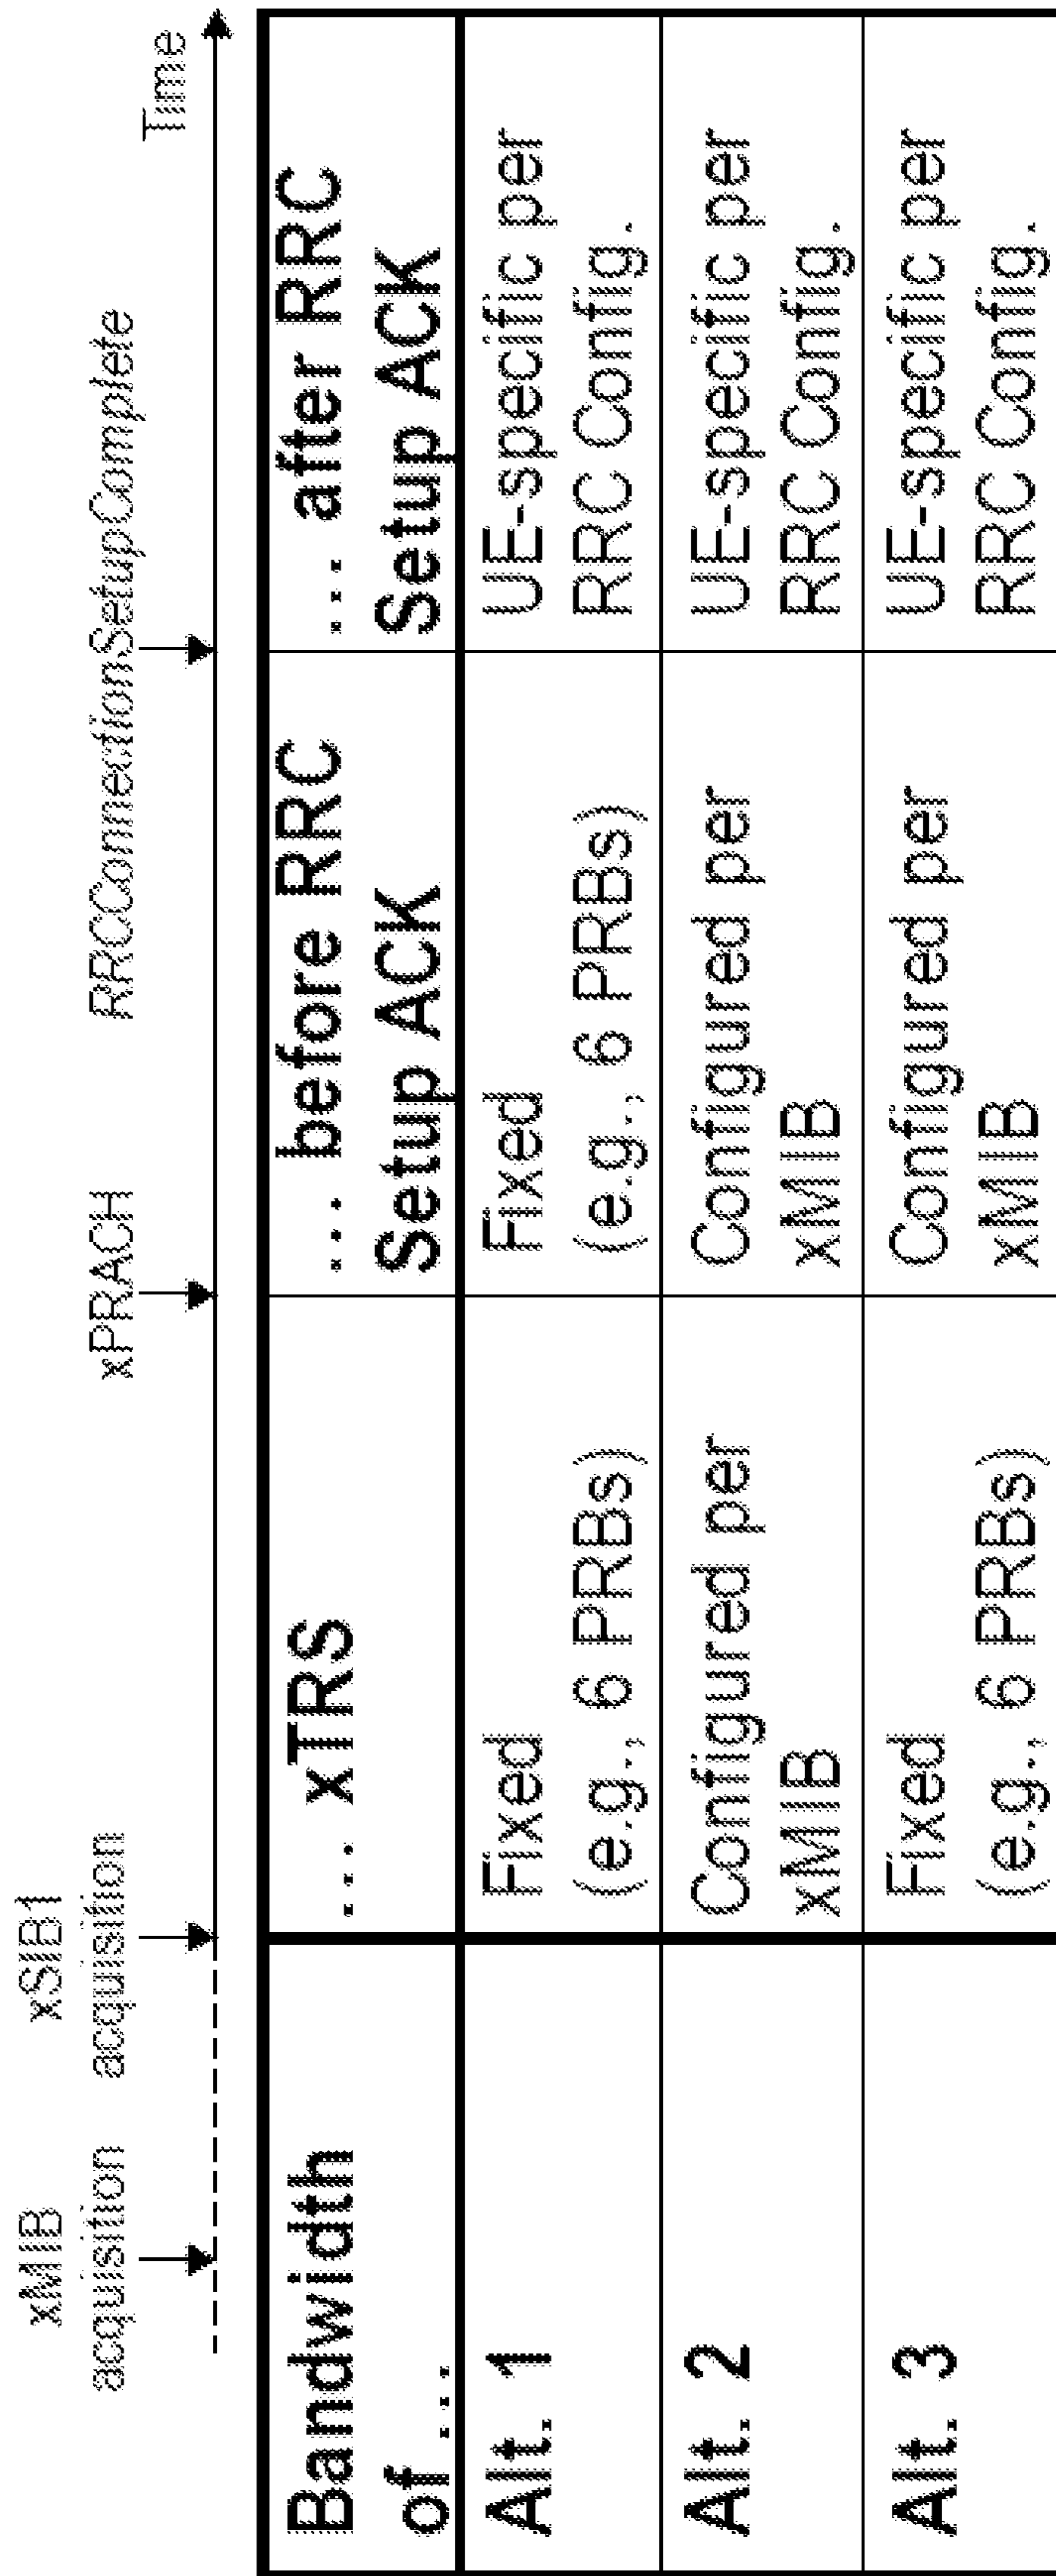 xMIB
acquisition
xSIB1
acquisition
xPRACH
RRCConnectionSetupComplete
Time
Bandwidth
of ...
... xTRS
... before RRC
Setup ACK
... after RRC
Setup ACK
Alt. 1
Fixed
(e.g., 6 PRBs)
Fixed
(e.g., 6 PRBs)
UE-specific per
RRC Config.
Alt. 2
Configured per
xMIB
Configured per
xMIB
UE-specific per
RRC Config.
Alt. 3
Fixed
(e.g., 6 PRBs)
Configured per
xMIB
UE-specific per
RRC Config.